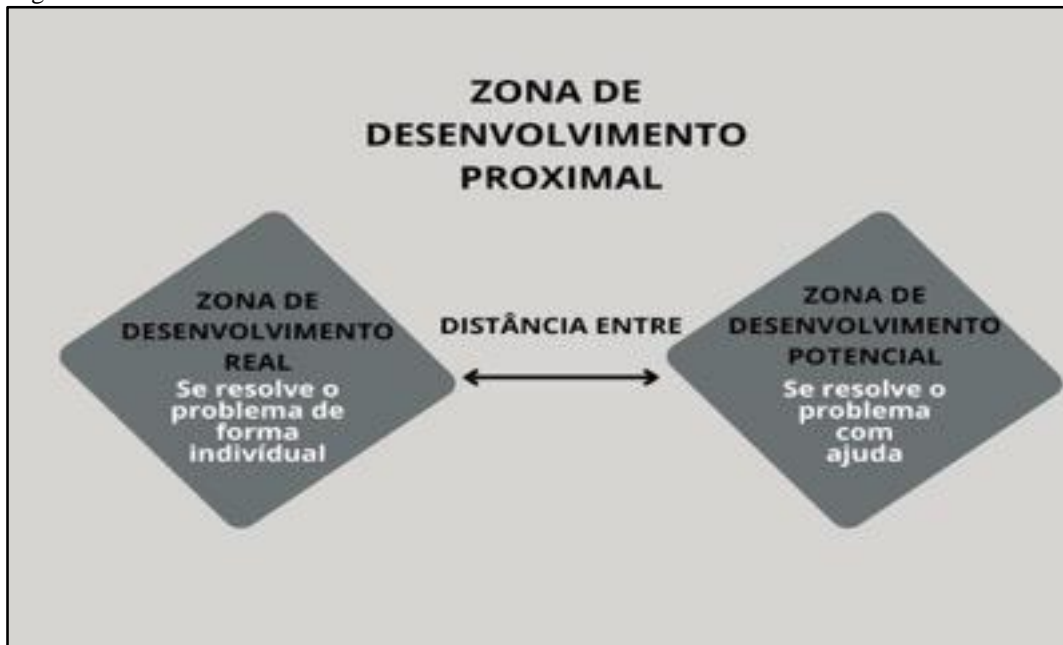 ZONA DE
DESENVOLVIMENTO
PROXIMAL
ZONA DE
DESENVOLVIMENTO
REAL
Se resolve o
problema de
forma
indivídual
DISTÂNCIA ENTRE
ZONA DE
DESENVOLVIMENTO
POTENCIAL
Se resolve o
problema
com
ajuda